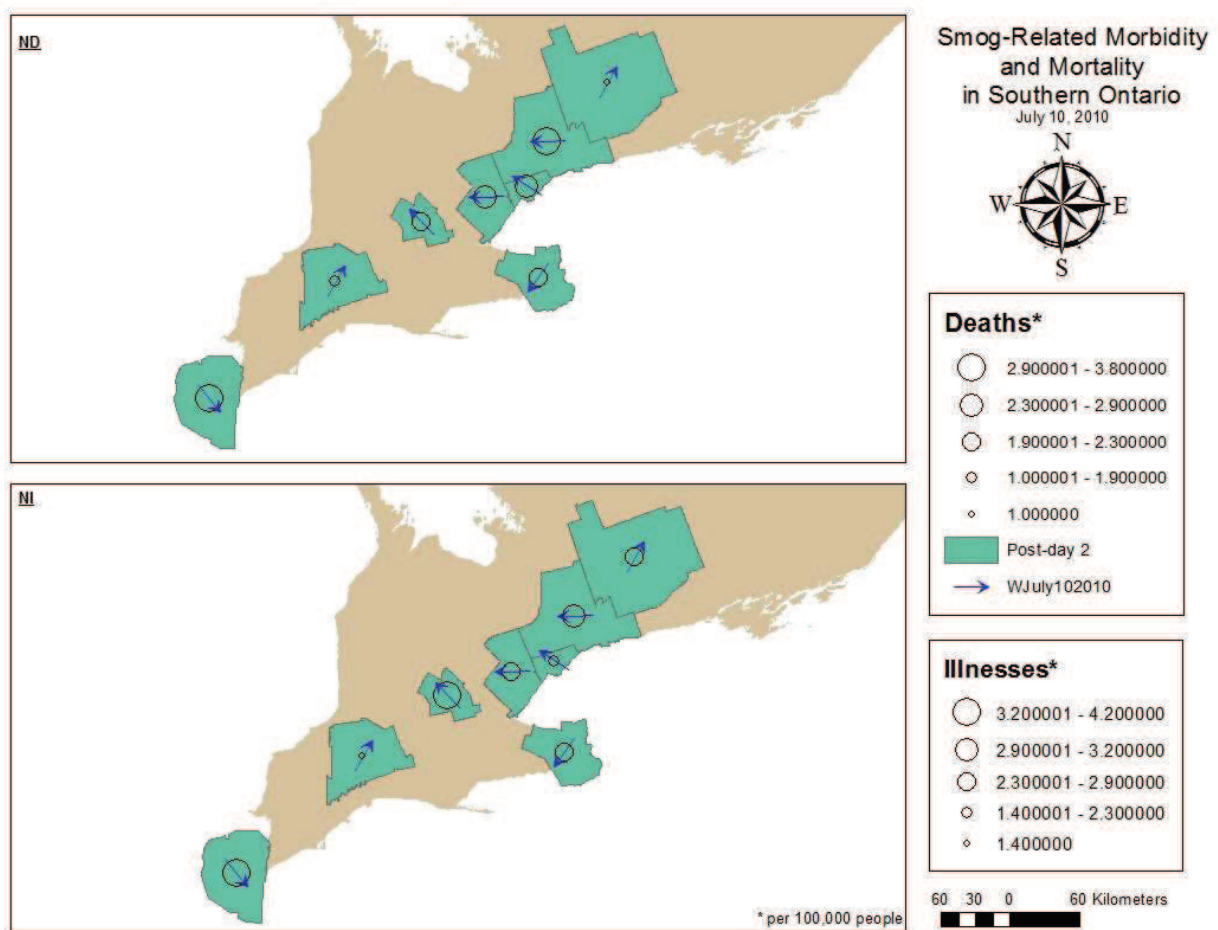 ND
NI
* per 100,000 people
Smog-Related Morbidity
and Mortality
in Southern Ontario
July 10, 2010
N
W
E
S
Deaths*
2.900001 - 3.800000
2.300001 - 2.900000
1.900001 - 2.300000
1.000001 - 1.900000
1.000000
Post-day 2
WJuly102010
Illnesses*
3.200001 - 4.200000
2.900001 - 3.200000
2.300001 - 2.900000
1.400001 - 2.300000
1.400000
60 30 0 60 Kilometers